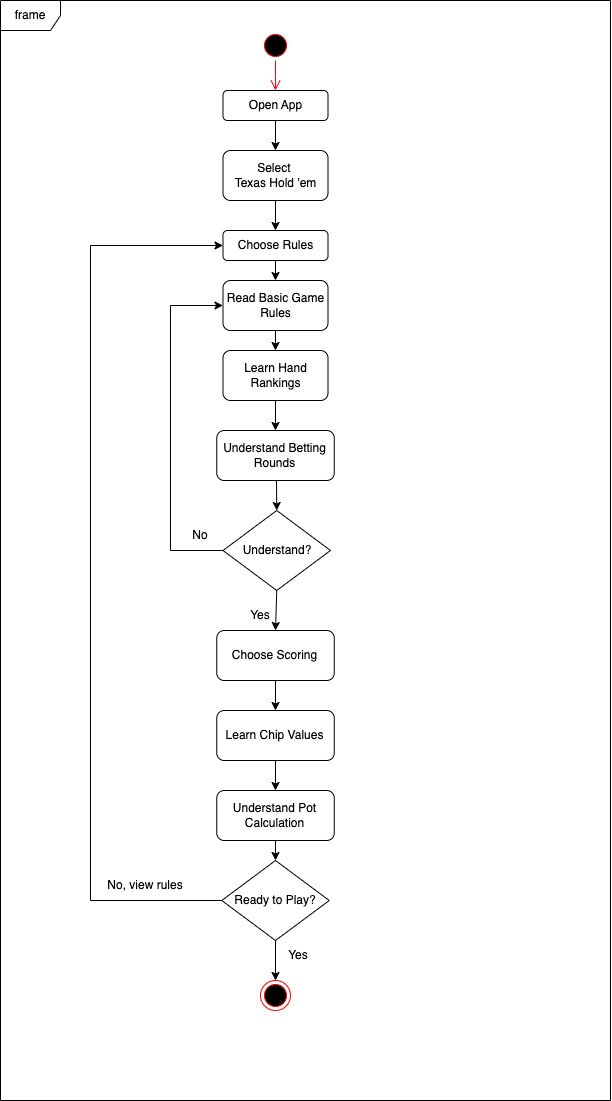 frame
Open App
Select
Texas Hold 'em
Choose Rules
Read Basic Game
Rules
Learn Hand
Rankings
Understand Betting
Rounds
No
Understand?
Yes
Choose Scoring
Learn Chip Values
Understand Pot
Calculation
No, view rules
Ready to Play?
Yes